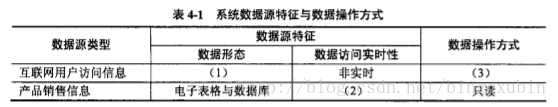 表 4-1 系统数据源特征与数据操作方式
数据源类型 数据源特征 数据操作方式
数据形态 数据访问实时性
互联网用户访问信息 (1) 非实时 (3)
产品销售信息 电子表格与数据库 (2) 只读